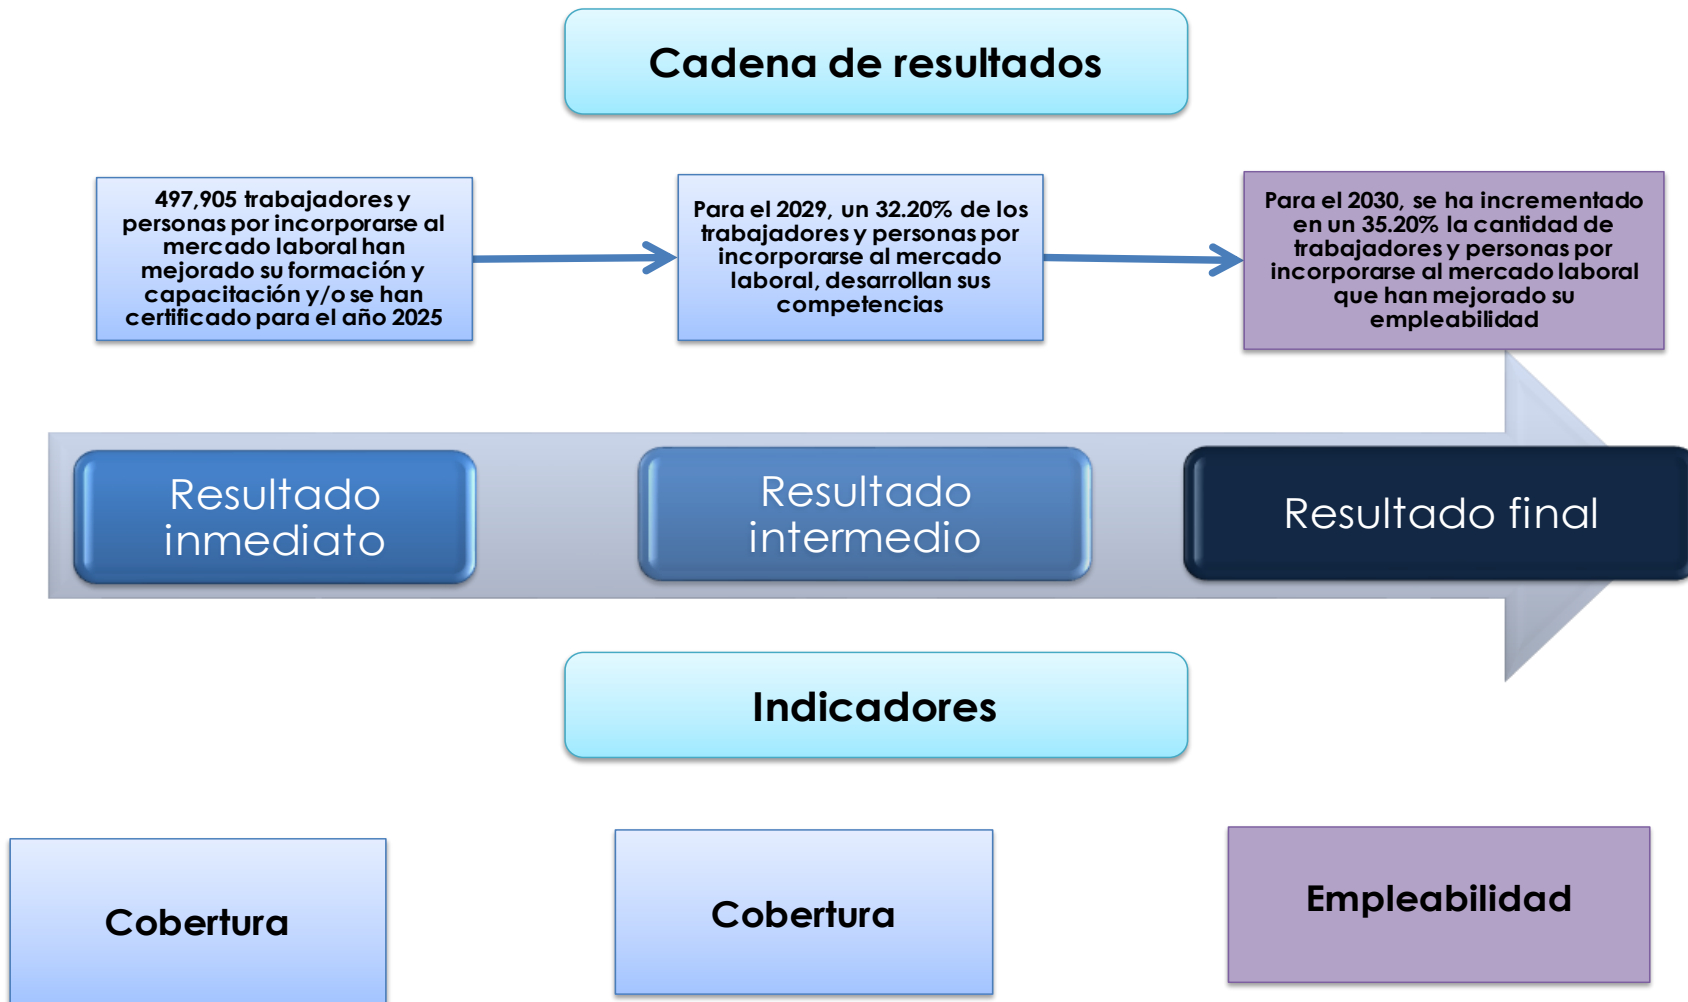 Cadena de resultados
497,905 trabajadores y
personas por incorporarse al
mercado laboral han
mejorado su formación y
capacitación y/o se han
certificado para el año 2025
Para el 2029, un 32.20% de los
trabajadores y personas por
incorporarse al mercado
laboral, desarrollan sus
competencias
Para el 2030, se ha incrementado
en un 35.20% la cantidad de
trabajadores y personas por
incorporarse al mercado laboral
que han mejorado su
empleabilidad
Resultado
inmediato
Resultado
intermedio
Resultado final
Indicadores
Cobertura
Cobertura
Empleabilidad